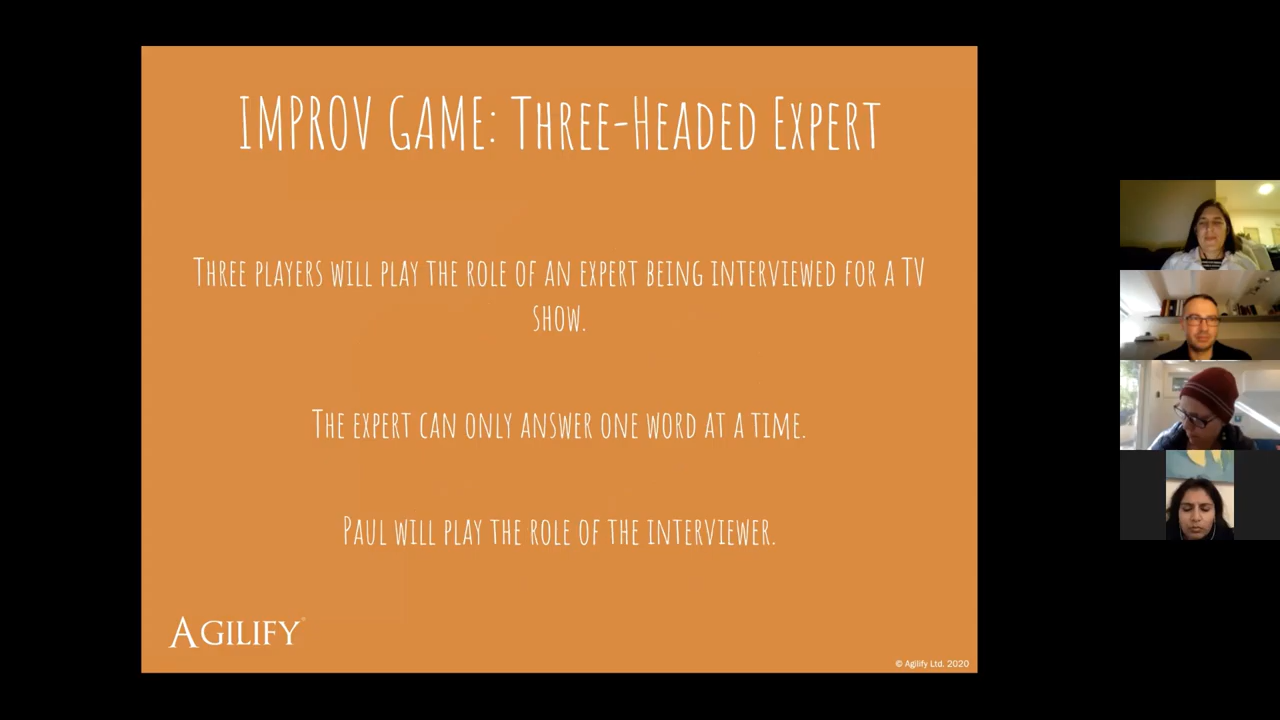 IMPROV GAME: THREE-HEADED EXPERT
THREE PLAYERS WILL PLAY THE ROLE OF AN EXPERT BEING INTERVIEWED FOR A TV
SHOW.
THE EXPERT CAN ONLY ANSWER ONE WORD AT A TIME.
PAUL WILL PLAY THE ROLE OF THE INTERVIEWER.
AGILIFY®
© Agilify Ltd. 2020